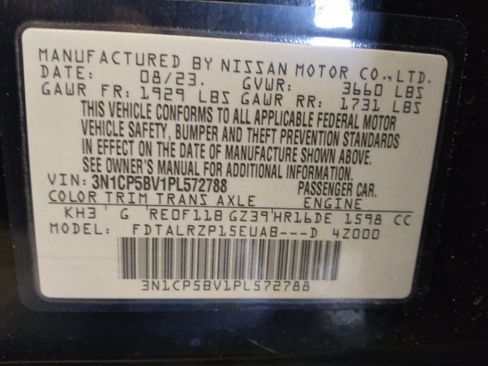 MANUFACTURED BY NISSAN MOTOR CO.,LTD.
DATE: 08/23. GVWR: 3660 LBS
GAWR FR: 1929 LBS GAWR RR: 1731 LBS
THIS VEHICLE CONFORMS TO ALL APPLICABLE FEDERAL MOTOR
VEHICLE SAFETY, BUMPER AND THEFT PREVENTION STANDARDS
IN EFFECT ON THE DATE OF MANUFACTURE SHOWN ABOVE.
SEE OWNER'S MANUAL FOR ADDITIONAL INFORMATION.
VIN: 3N1CP5BV1PL572788 PASSENGER CAR.
COLOR TRIM TRANS AXLE ENGINE
KH3 G RE0F11B GZ39 HR16DE 1598 CC
MODEL: FDTALRZP15EUAB---D 4Z000
3N1CP5BV1PL572788